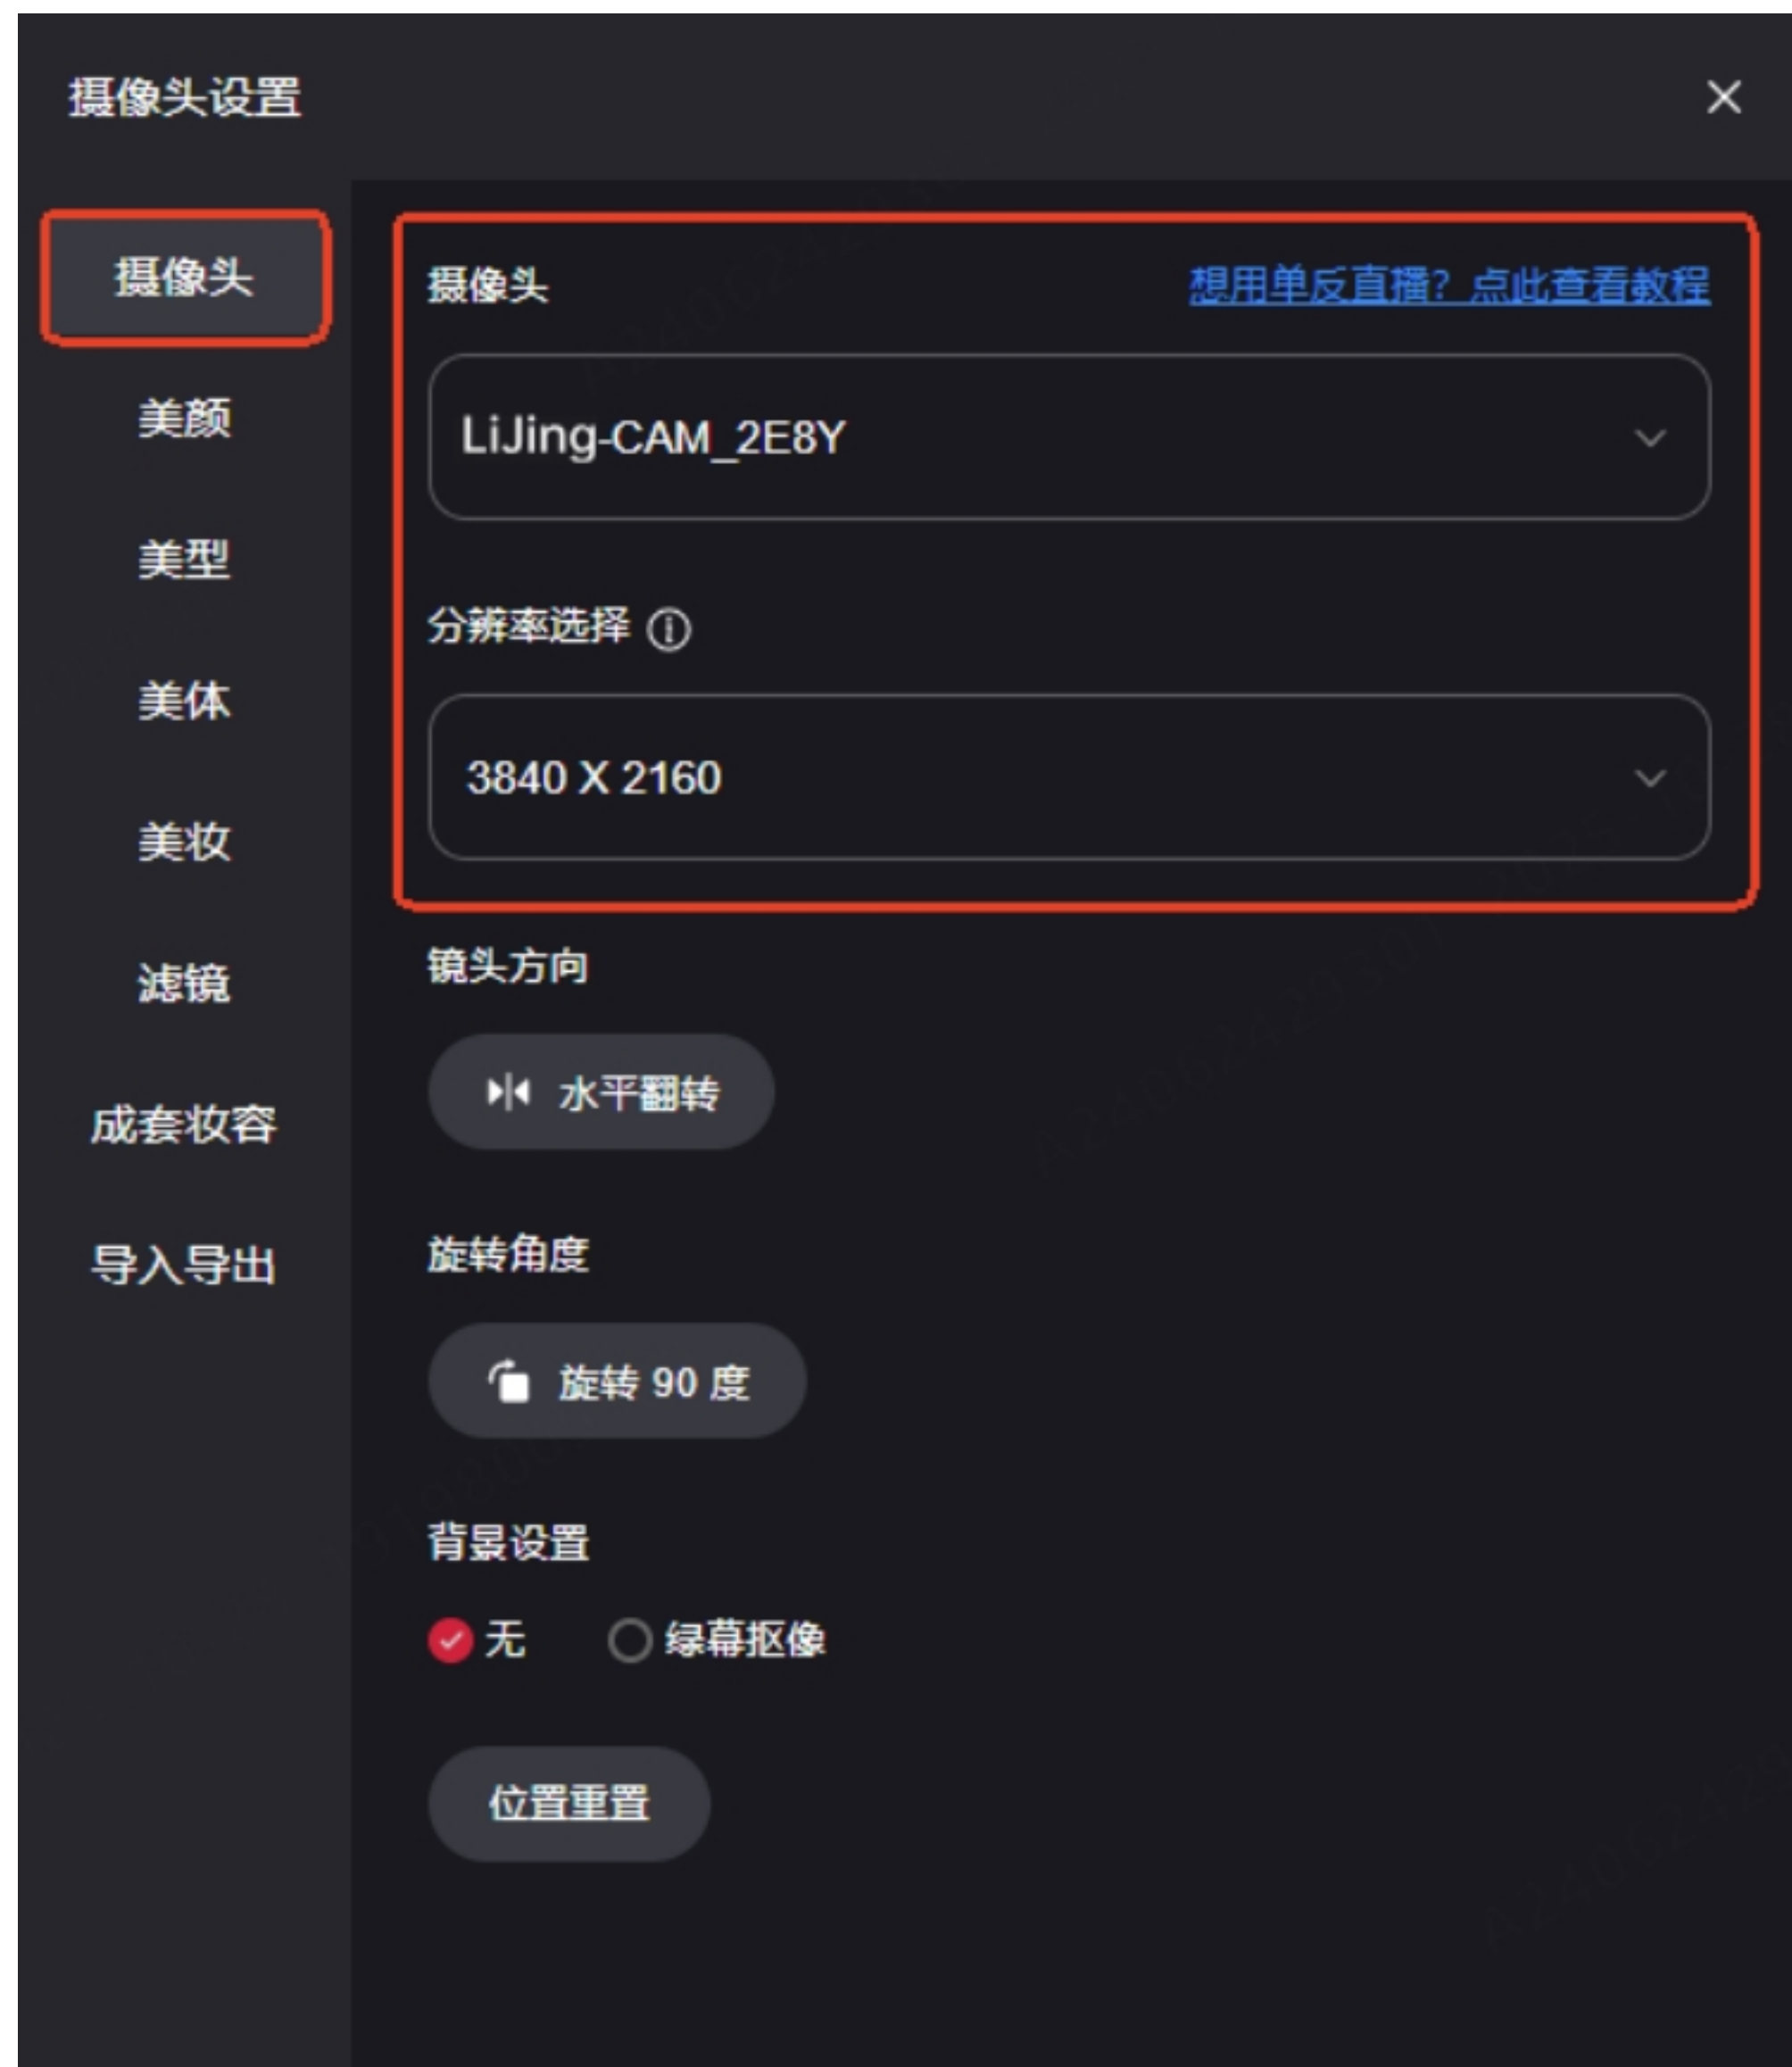 摄像头设置
摄像头
美颜
美型
美体
美妆
滤镜
成套妆容
导入导出
摄像头
想用单反直播？点此查看教程
LiJing-CAM_2E8Y
分辨率选择
3840 X 2160
镜头方向
水平翻转
旋转角度
旋转 90 度
背景设置
无
绿幕抠像
位置重置